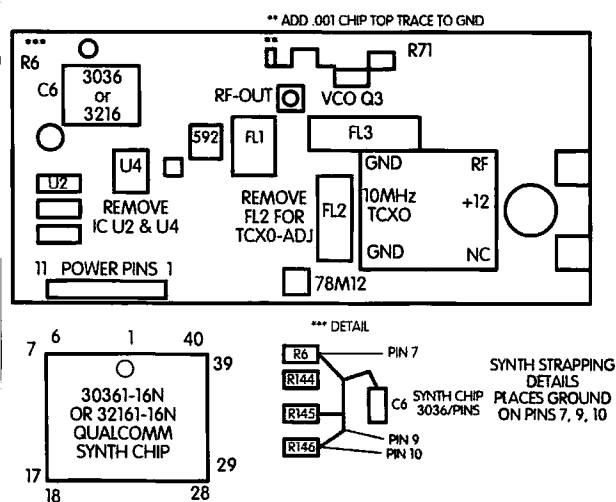 ** ADD .001 CHIP TOP TRACE TO GND
***
**
R6
R71
C6
3036
or
3216
RF-OUT
VCO Q3
592
FL1
FL3
U4
U2
REMOVE
IC U2 & U4
REMOVE
FL2 FOR
TCX0-ADJ
FL2
GND
RF
10MHz
TCXO
+12
GND
NC
11 POWER PINS 1
78M12
*** DETAIL
7
6
1
40
39
30361-16N
OR 32161-16N
QUALCOMM
SYNTH CHIP
17
18
28
29
R6
PIN 7
R144
R145
R146
C6
SYNTH CHIP
3036/PINS
PIN 9
PIN 10
SYNTH STRAPPING
DETAILS
PLACES GROUND
ON PINS 7, 9, 10